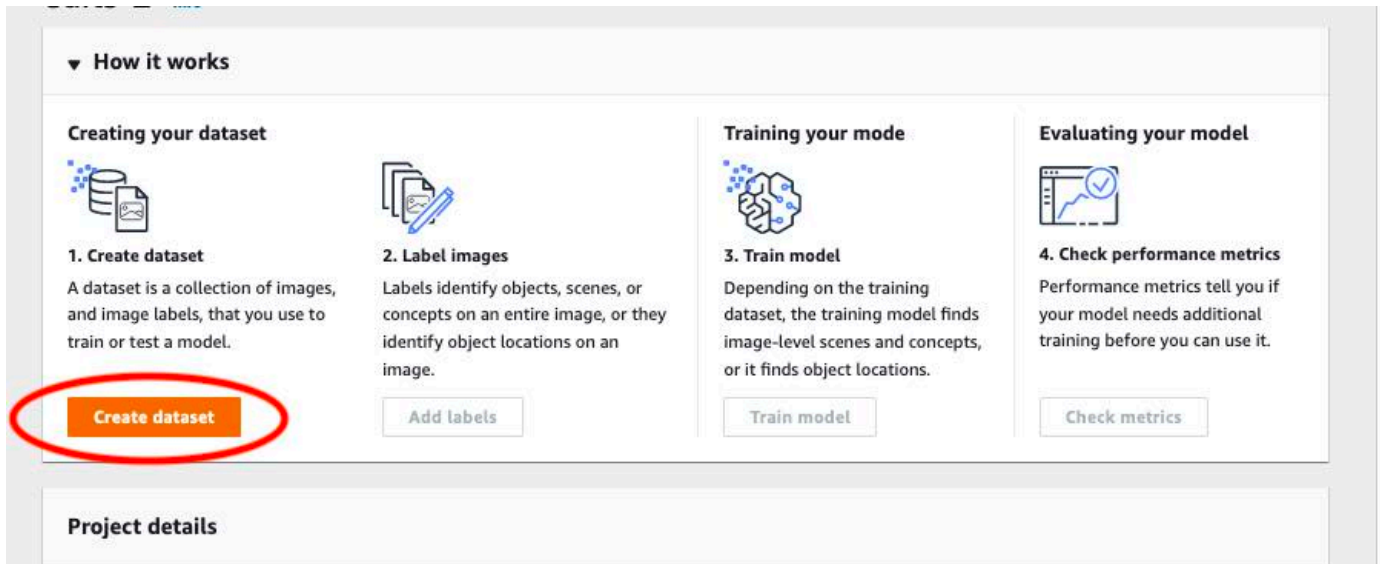 ▼ How it works
Creating your dataset
1. Create dataset
A dataset is a collection of images,
and image labels, that you use to
train or test a model.
Create dataset
2. Label images
Labels identify objects, scenes, or
concepts on an entire image, or they
identify object locations on an
image.
Add labels
Training your mode
3. Train model
Depending on the training
dataset, the training model finds
image-level scenes and concepts,
or it finds object locations.
Train model
Evaluating your model
4. Check performance metrics
Performance metrics tell you if
your model needs additional
training before you can use it.
Check metrics
Project details